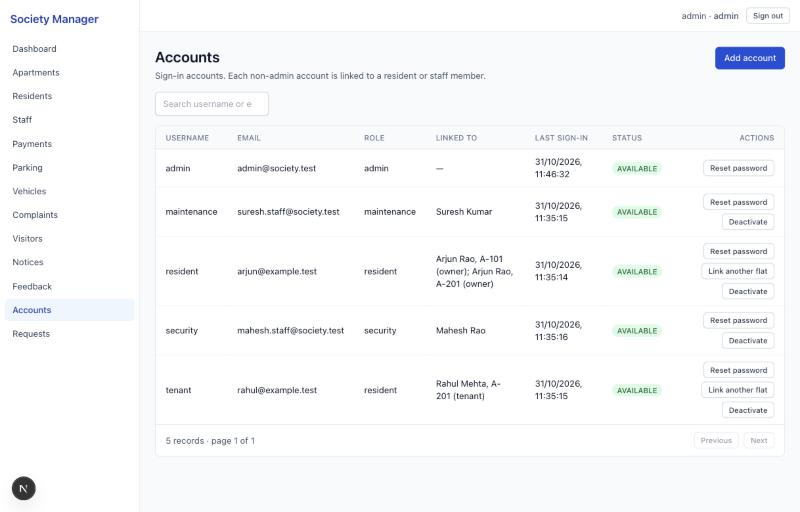 Society Manager
admin · admin
Sign out
Dashboard
Apartments
Residents
Staff
Payments
Parking
Vehicles
Complaints
Visitors
Notices
Feedback
Accounts
Requests
Accounts
Add account
Sign-in accounts. Each non-admin account is linked to a resident or staff member.
Search username or e
USERNAME EMAIL ROLE LINKED TO LAST SIGN-IN STATUS ACTIONS
admin admin@society.test admin — 31/10/2026, 11:46:32 AVAILABLE Reset password
maintenance suresh.staff@society.test maintenance Suresh Kumar 31/10/2026, 11:35:15 AVAILABLE Reset password Deactivate
resident arjun@example.test resident Arjun Rao, A-101 (owner); Arjun Rao, A-201 (owner) 31/10/2026, 11:35:14 AVAILABLE Reset password Link another flat Deactivate
security mahesh.staff@society.test security Mahesh Rao 31/10/2026, 11:35:16 AVAILABLE Reset password Deactivate
tenant rahul@example.test resident Rahul Mehta, A-201 (tenant) 31/10/2026, 11:35:15 AVAILABLE Reset password Link another flat Deactivate
5 records · page 1 of 1
Previous
Next
N